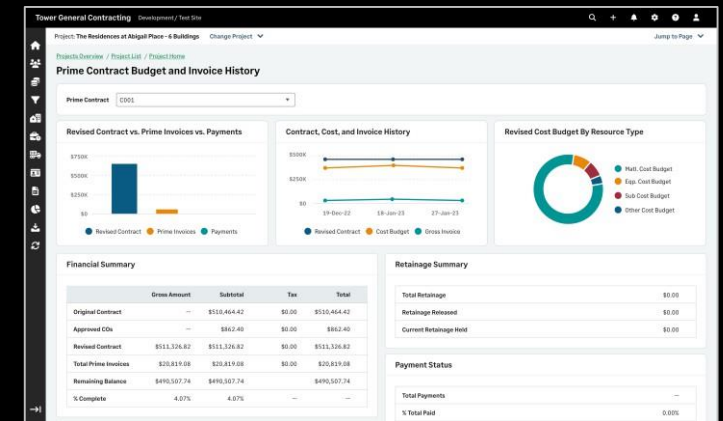 Tower General Contracting Development/Test Site
Project: The Residences at Abigail Place - 6 Buildings Change Project Jump to Page
Projects Overview / Project List / Project Home
Prime Contract Budget and Invoice History
Prime Contract C001
Revised Contract vs. Prime Invoices vs. Payments
$750K
$500K
$250K
$0
Revised Contract Prime Invoices Payments
Contract, Cost, and Invoice History
$500K
$250K
$0
19-Dec-22 18-Jan-23 27-Jan-23
Revised Contract Cost Budget Gross Invoice
Revised Cost Budget By Resource Type
Matl. Cost Budget
Eqp. Cost Budget
Sub Cost Budget
Other Cost Budget
Financial Summary
Gross Amount Subtotal Tax Total
Original Contract — $510,464.42 $0.00 $510,464.42
Approved COs — $862.40 $0.00 $862.40
Revised Contract $511,326.82 $511,326.82 $0.00 $511,326.82
Total Prime Invoices $20,819.08 $20,819.08 $0.00 $20,819.08
Remaining Balance $490,507.74 $490,507.74 $490,507.74
% Complete 4.07% 4.07% — —
Retainage Summary
Total Retainage $0.00
Retainage Released $0.00
Current Retainage Held $0.00
Payment Status
Total Payments —
% Total Paid 0.00%